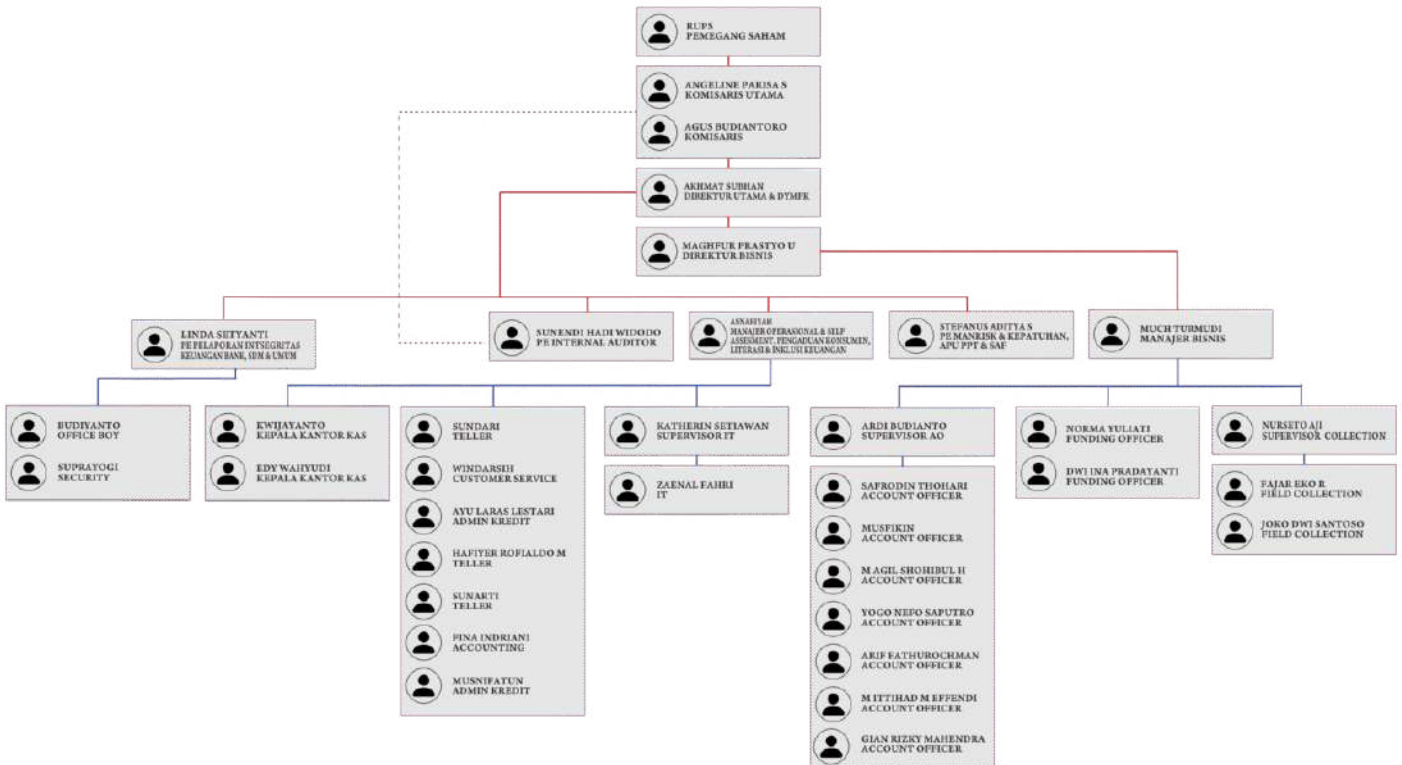 RUPS
PEMEGANG SAHAM
ANGELINE PARISA S
KOMISARIS UTAMA
AGUS BUDIANTORO
KOMISARIS
AKHMAT SUBHAN
DIREKTUR UTAMA & DYMFK
MAGHFUR PRASTYO U
DIREKTUR BISNIS
LINDA SETYANTI
PE PELAPORAN INTSEGRITAS
KEUANGAN BANK, SDM & UMUM
SUNENDI HADI WIDODO
PE INTERNAL AUDITOR
ASNAFIYAH
MANAJER OPERASIONAL & SELF
ASSESMENT, PENGADUAN KONSUMEN,
LITERASI & INKLUSI KEUANGAN
STEFANUS ADITYA S
PE MANRISK & KEPATUHAN,
APU PPT & SAF
MUCH TURMUDI
MANAJER BISNIS
BUDIYANTO
OFFICE BOY
SUPRAYOGI
SECURITY
KWIJAYANTO
KEPALA KANTOR KAS
EDY WAHYUDI
KEPALA KANTOR KAS
SUNDARI
TELLER
WINDARSIH
CUSTOMER SERVICE
AYU LARAS LESTARI
ADMIN KREDIT
HAFIYER ROFIALDO M
TELLER
SUNARTI
TELLER
FINA INDRIANI
ACCOUNTING
MUSNIFATUN
ADMIN KREDIT
KATHERIN SETIAWAN
SUPERVISOR IT
ZAENAL FAHRI
IT
ARDI BUDIANTO
SUPERVISOR AO
SAFRODIN THOHARI
ACCOUNT OFFICER
MUSFIKIN
ACCOUNT OFFICER
M AGIL SHOHIBUL H
ACCOUNT OFFICER
YOGO NEFO SAPUTRO
ACCOUNT OFFICER
ARIF FATHUROCHMAN
ACCOUNT OFFICER
M ITTIHAD M EFFENDI
ACCOUNT OFFICER
GIAN RIZKY MAHENDRA
ACCOUNT OFFICER
NORMA YULIATI
FUNDING OFFICER
DWI INA PRADAYANTI
FUNDING OFFICER
NURSETO AJI
SUPERVISOR COLLECTION
FAJAR EKO R
FIELD COLLECTION
JOKO DWI SANTOSO
FIELD COLLECTION